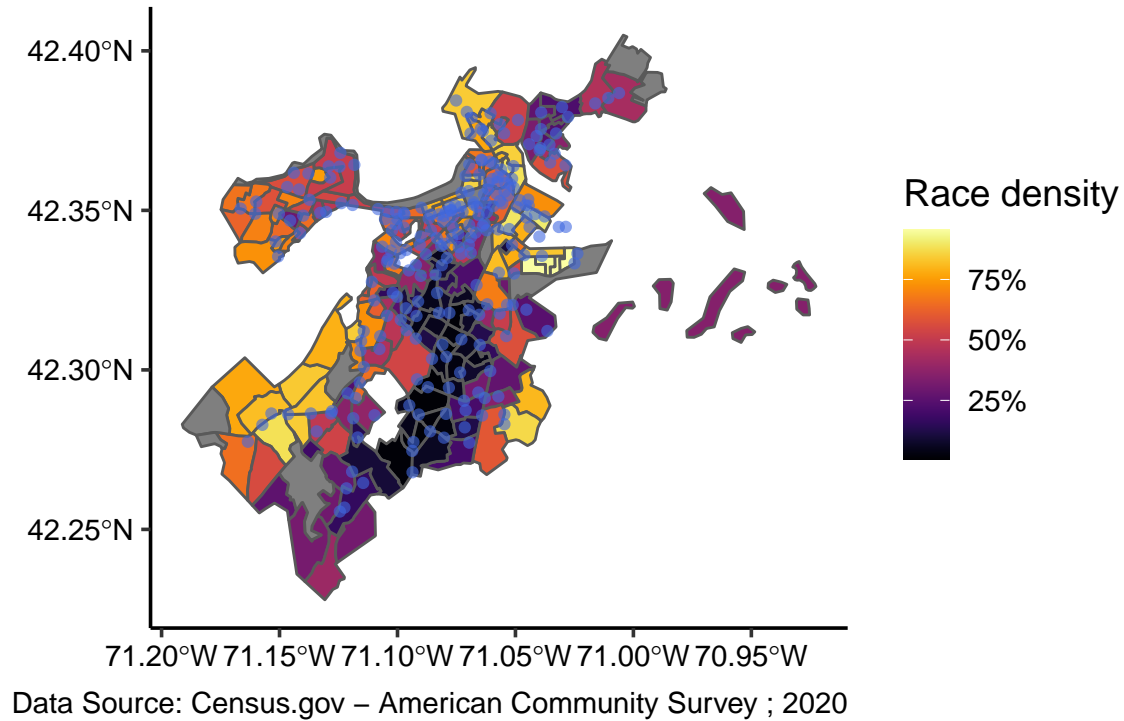 42.40°N
42.35°N
42.30°N
42.25°N
71.20°W 71.15°W 71.10°W 71.05°W 71.00°W 70.95°W
Race density
75%
50%
25%
Data Source: Census.gov – American Community Survey ; 2020